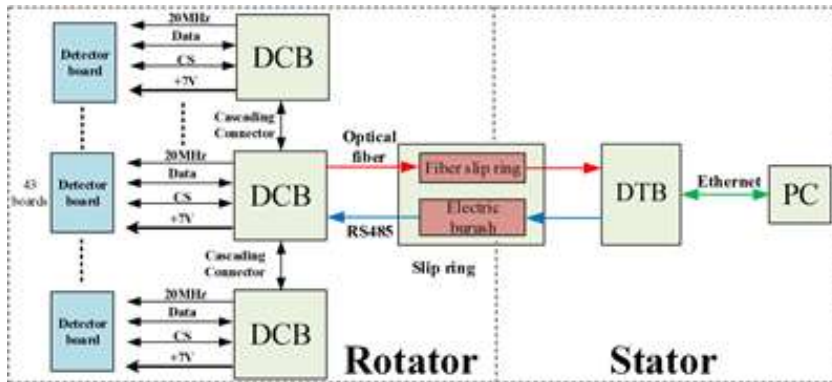 20MHz
Data
CS
+7V
Detector
board
DCB
Cascading
Connector
Optical
fiber
43
boards
20MHz
Data
CS
+7V
Detector
board
DCB
Fiber slip ring
Electric
burush
RS485
Slip ring
DTB
Ethernet
PC
Cascading
Connector
20MHz
Data
CS
+7V
Detector
board
DCB
Rotator
Stator